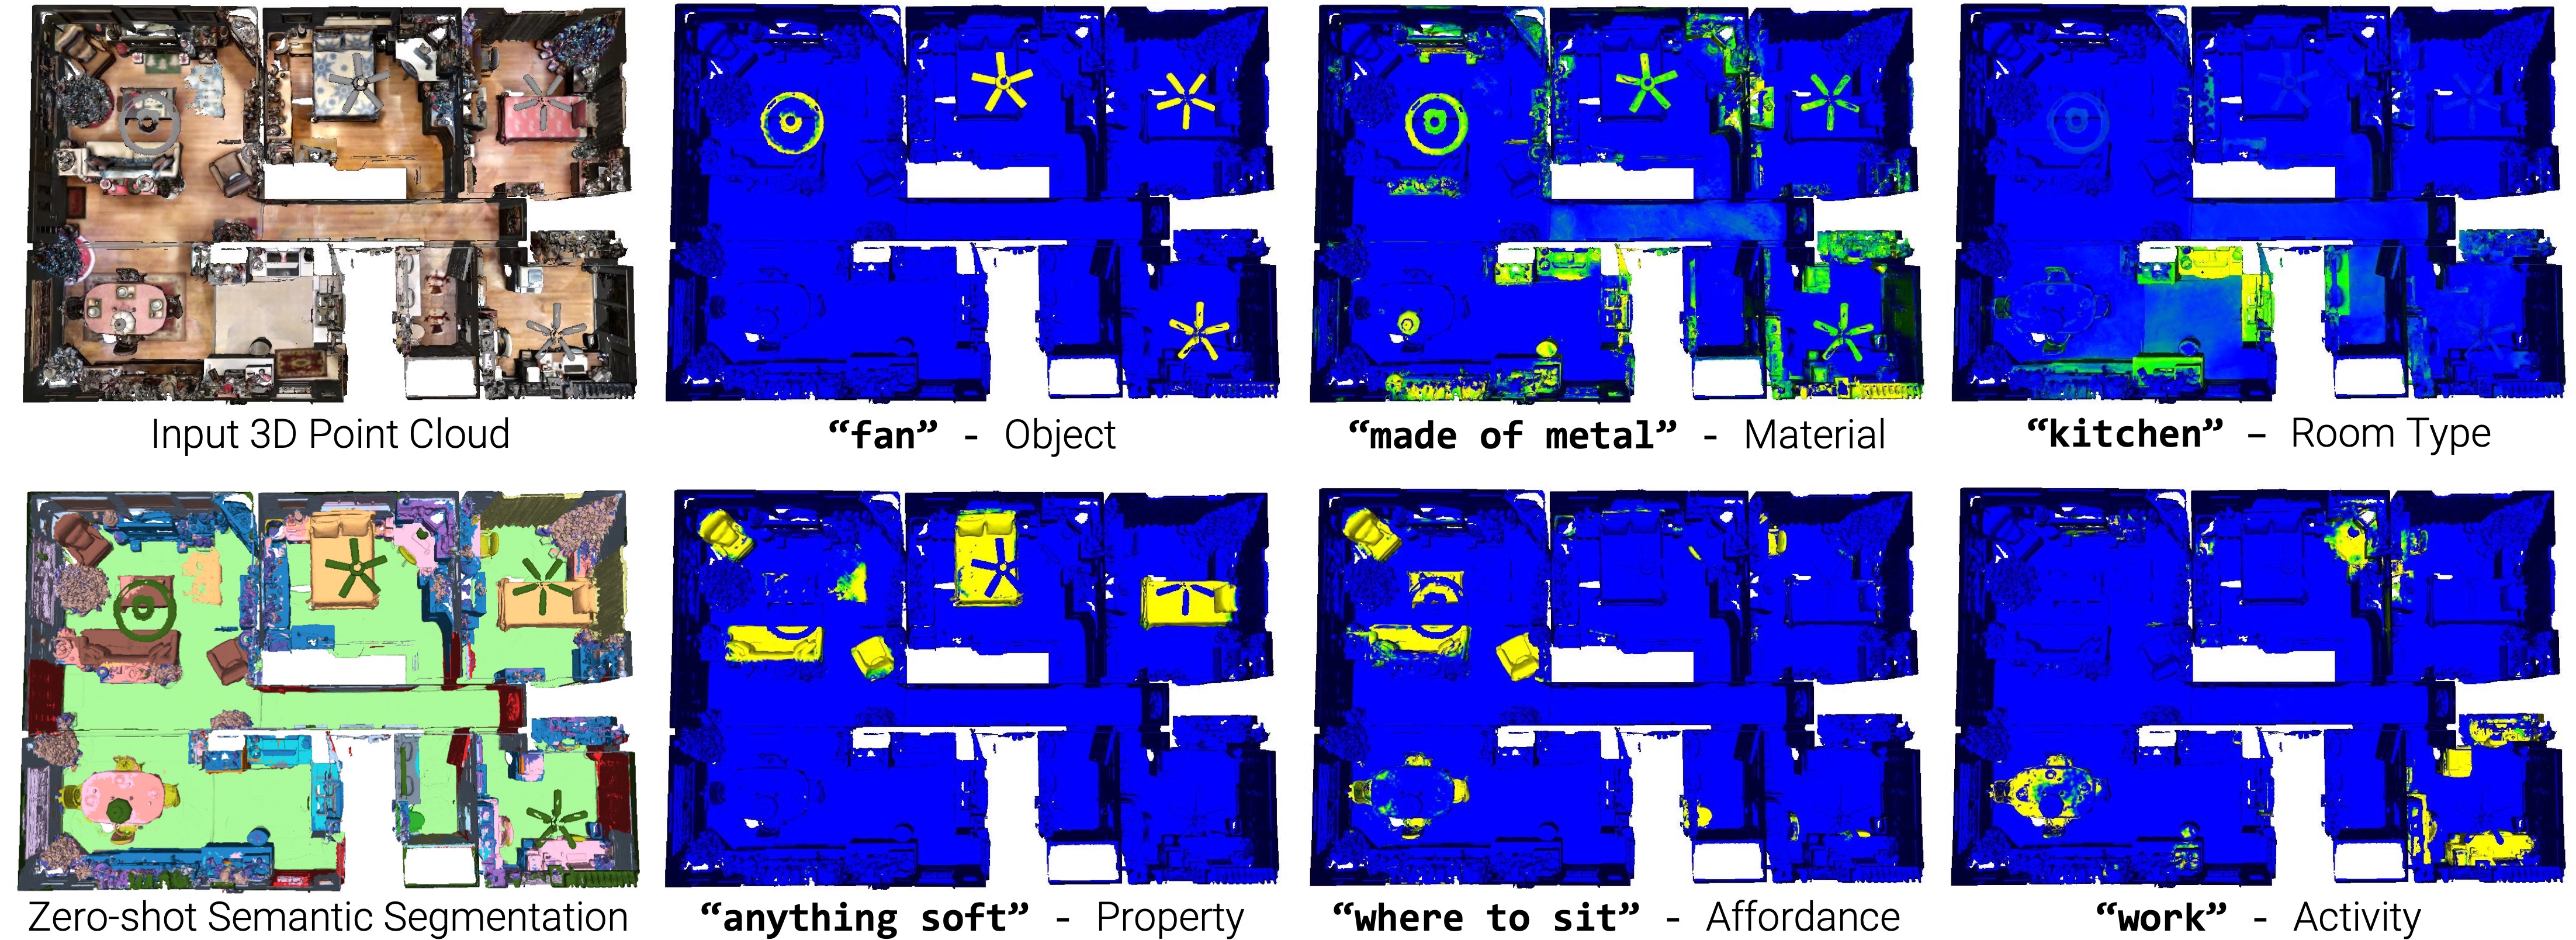 Input 3D Point Cloud
“fan” - Object
“made of metal” - Material
“kitchen” – Room Type
Zero-shot Semantic Segmentation
“anything soft” - Property
“where to sit” - Affordance
“work” - Activity